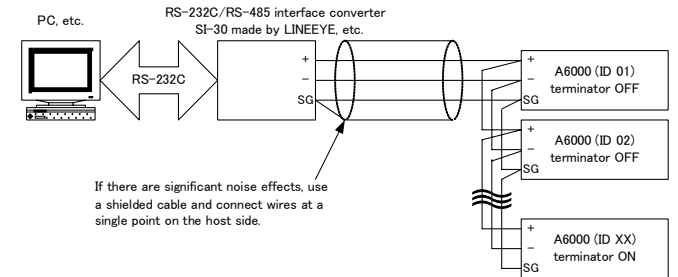 RS-232C/RS-485 interface converter
PC, etc.
SI-30 made by LINEEYE, etc.
RS-232C
+
−
SG
+
−
SG
A6000 (ID 01)
terminator OFF
+
−
SG
A6000 (ID 02)
terminator OFF
If there are significant noise effects, use
a shielded cable and connect wires at a
single point on the host side.
+
−
SG
A6000 (ID XX)
terminator ON